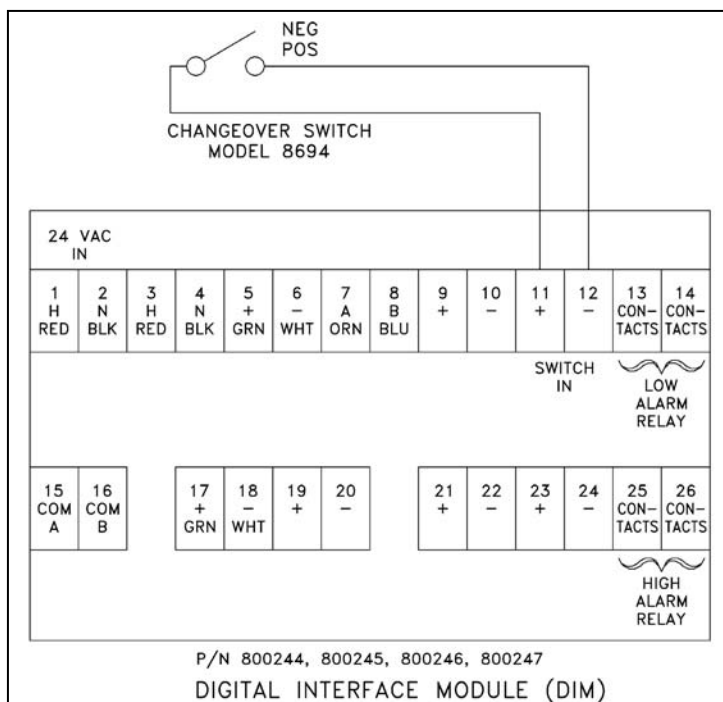 NEG
POS
CHANGEOVER SWITCH
MODEL 8694
24 VAC
IN
1 2 3 4 5 6 7 8 9 10 11 12 13 14
H N H N + - A B + - + - CON- CON-
RED BLK RED BLK GRN WHT ORN BLU TACTS TACTS
SWITCH
IN
LOW
ALARM
RELAY
15 16 17 18 19 20 21 22 23 24 25 26
COM COM + - + - + - + - CON- CON-
A B GRN WHT TACTS TACTS
HIGH
ALARM
RELAY
P/N 800244, 800245, 800246, 800247
DIGITAL INTERFACE MODULE (DIM)